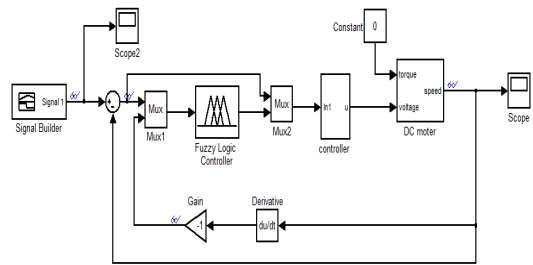 Constant
0
Scope2
torque
speed
Signal 1
voltage
Scope
Signal Builder
Mux
Mux1
Fuzzy Logic
Controller
Mux
Mux2
In1
u
controller
DC moter
Gain
-1
Derivative
du/dt